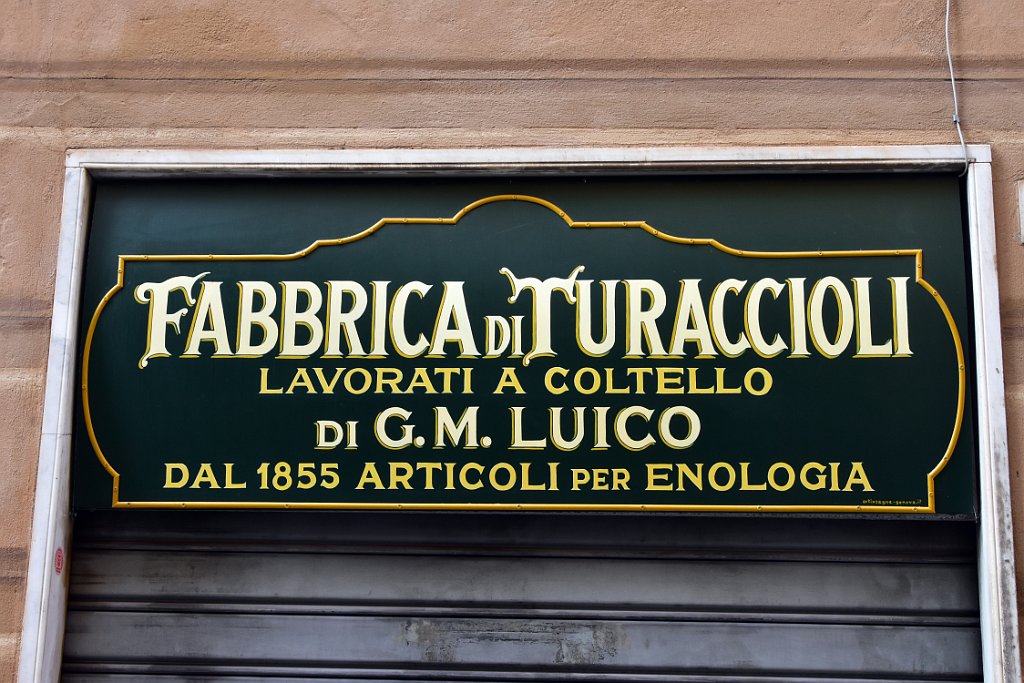 FABBRICA DI TURACCIOLI
LAVORATI A COLTELLO
DI G.M. LUICO
DAL 1855 ARTICOLI PER ENOLOGIA